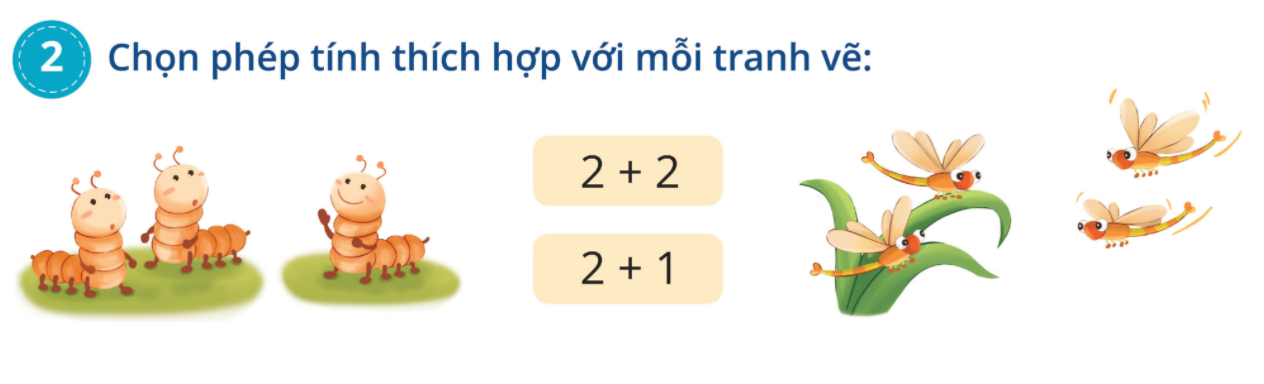 2 Chọn phép tính thích hợp với mỗi tranh vẽ:
2 + 2
2 + 1